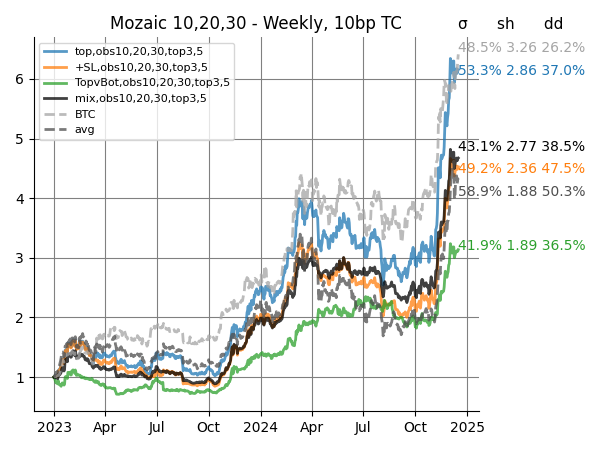 Mozaic 10,20,30 - Weekly, 10bp TC
σ sh dd
top,obs10,20,30,top3,5
+SL,obs10,20,30,top3,5
TopvBot,obs10,20,30,top3,5
mix,obs10,20,30,top3,5
BTC
avg
48.5% 3.26 26.2%
53.3% 2.86 37.0%
43.1% 2.77 38.5%
49.2% 2.36 47.5%
58.9% 1.88 50.3%
41.9% 1.89 36.5%
6
5
4
3
2
1
2023 Apr Jul Oct 2024 Apr Jul Oct 2025